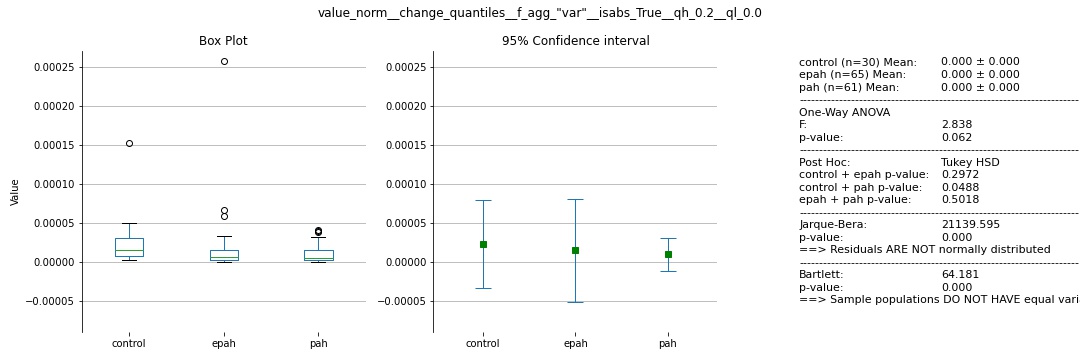 value_norm__change_quantiles__f_agg_"var"__isabs_True__qh_0.2__ql_0.0
Box Plot
Value
0.00025
0.00020
0.00015
0.00010
0.00005
0.00000
−0.00005
control epah pah
95% Confidence interval
0.00025
0.00020
0.00015
0.00010
0.00005
0.00000
−0.00005
control epah pah
control (n=30) Mean: 0.000 ± 0.000
epah (n=65) Mean: 0.000 ± 0.000
pah (n=61) Mean: 0.000 ± 0.000
One-Way ANOVA
F: 2.838
p-value: 0.062
Post Hoc: Tukey HSD
control + epah p-value: 0.2972
control + pah p-value: 0.0488
epah + pah p-value: 0.5018
Jarque-Bera: 21139.595
p-value: 0.000
==> Residuals ARE NOT normally distributed
Bartlett: 64.181
p-value: 0.000
==> Sample populations DO NOT HAVE equal vari